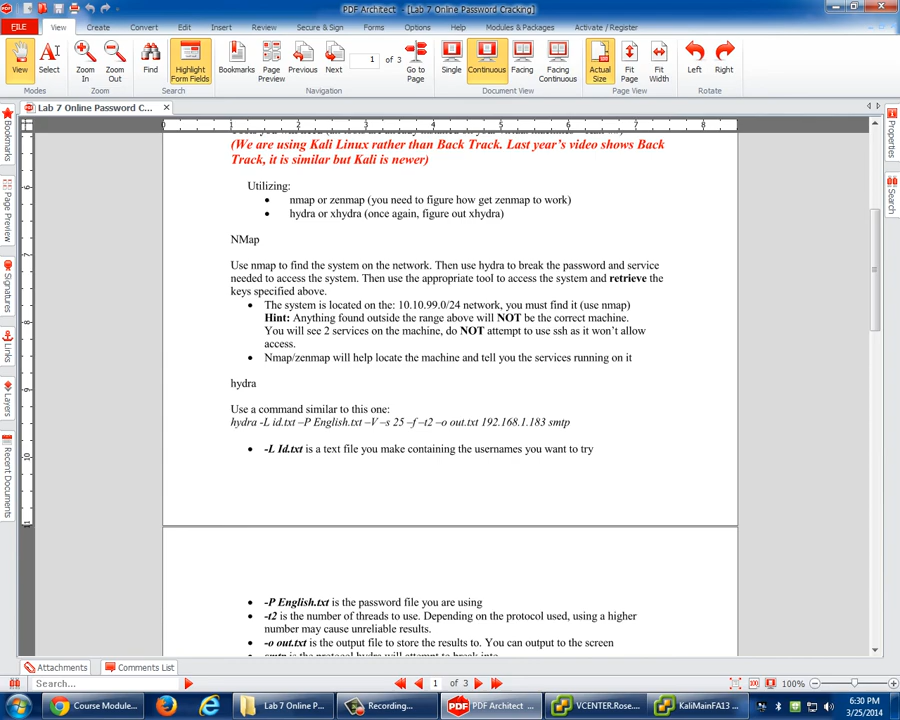 PDF Architect - [Lab 7 Online Password Cracking]
FILE View Create Convert Edit Insert Review Secure & Sign Forms Options Modules & Packages Activate / Register
View Select Zoom In Zoom Out Find Highlight Form Fields Bookmarks Page Preview Previous Next 1 of 3 Go to Page Single Continuous Facing Facing Continuous Actual Size Fit Page Fit Width Left Right
Modes Zoom Search Navigation Document View Page View Rotate
Lab 7 Online Password C...
0 1 2 3 4 5 6 7 8
Bookmarks
Page Preview
Signatures
Links
Layers
Recent Documents
Properties
Search
6
7
8
9
10
11
(We are using Kali Linux rather than Back Track. Last year's video shows Back
Track, it is similar but Kali is newer)
Utilizing:
• nmap or zenmap (you need to figure how get zenmap to work)
• hydra or xhydra (once again, figure out xhydra)
NMap
Use nmap to find the system on the network. Then use hydra to break the password and service
needed to access the system. Then use the appropriate tool to access the system and retrieve the
keys specified above.
• The system is located on the: 10.10.99.0/24 network, you must find it (use nmap)
Hint: Anything found outside the range above will NOT be the correct machine.
You will see 2 services on the machine, do NOT attempt to use ssh as it won't allow
access.
• Nmap/zenmap will help locate the machine and tell you the services running on it
hydra
Use a command similar to this one:
hydra -L id.txt –P English.txt –V –s 25 –f –t2 –o out.txt 192.168.1.183 smtp
• -L Id.txt is a text file you make containing the usernames you want to try
• -P English.txt is the password file you are using
• -t2 is the number of threads to use. Depending on the protocol used, using a higher
number may cause unreliable results.
• -o out.txt is the output file to store the results to. You can output to the screen
Attachments Comments List
Search... 1 of 3 100%
Course Module... Lab 7 Online P... Recording... PDF Architect ... VCENTER.Rose... KaliMainFA13 ...
6:30 PM
3/25/2014